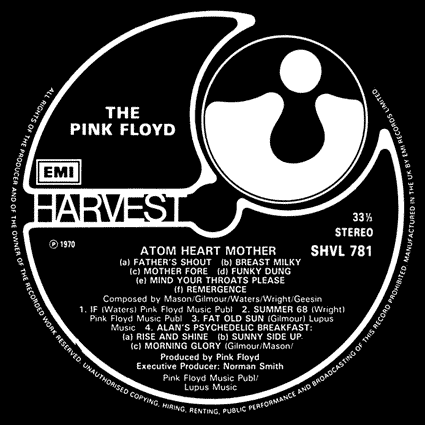 THE
PINK FLOYD
EMI
HARVEST
℗ 1970
33⅓
STEREO
SHVL 781
ATOM HEART MOTHER
(a) FATHER'S SHOUT (b) BREAST MILKY
(c) MOTHER FORE (d) FUNKY DUNG
(e) MIND YOUR THROATS PLEASE
(f) REMERGENCE
Composed by Mason/Gilmour/Waters/Wright/Geesin
1. IF (Waters) Pink Floyd Music Publ 2. SUMMER 68 (Wright)
Pink Floyd Music Publ 3. FAT OLD SUN (Gilmour) Lupus
Music 4. ALAN'S PSYCHEDELIC BREAKFAST:
(a) RISE AND SHINE (b) SUNNY SIDE UP
(c) MORNING GLORY (Gilmour/Mason/
Produced by Pink Floyd
Executive Producer: Norman Smith
Pink Floyd Music Publ/
Lupus Music
ALL RIGHTS OF THE PRODUCER AND OF THE OWNER OF THE RECORDED WORK RESERVED. UNAUTHORISED COPYING, HIRING, RENTING, PUBLIC PERFORMANCE AND BROADCASTING OF THIS RECORD PROHIBITED. MANUFACTURED IN THE U.K. BY EMI RECORDS LIMITED